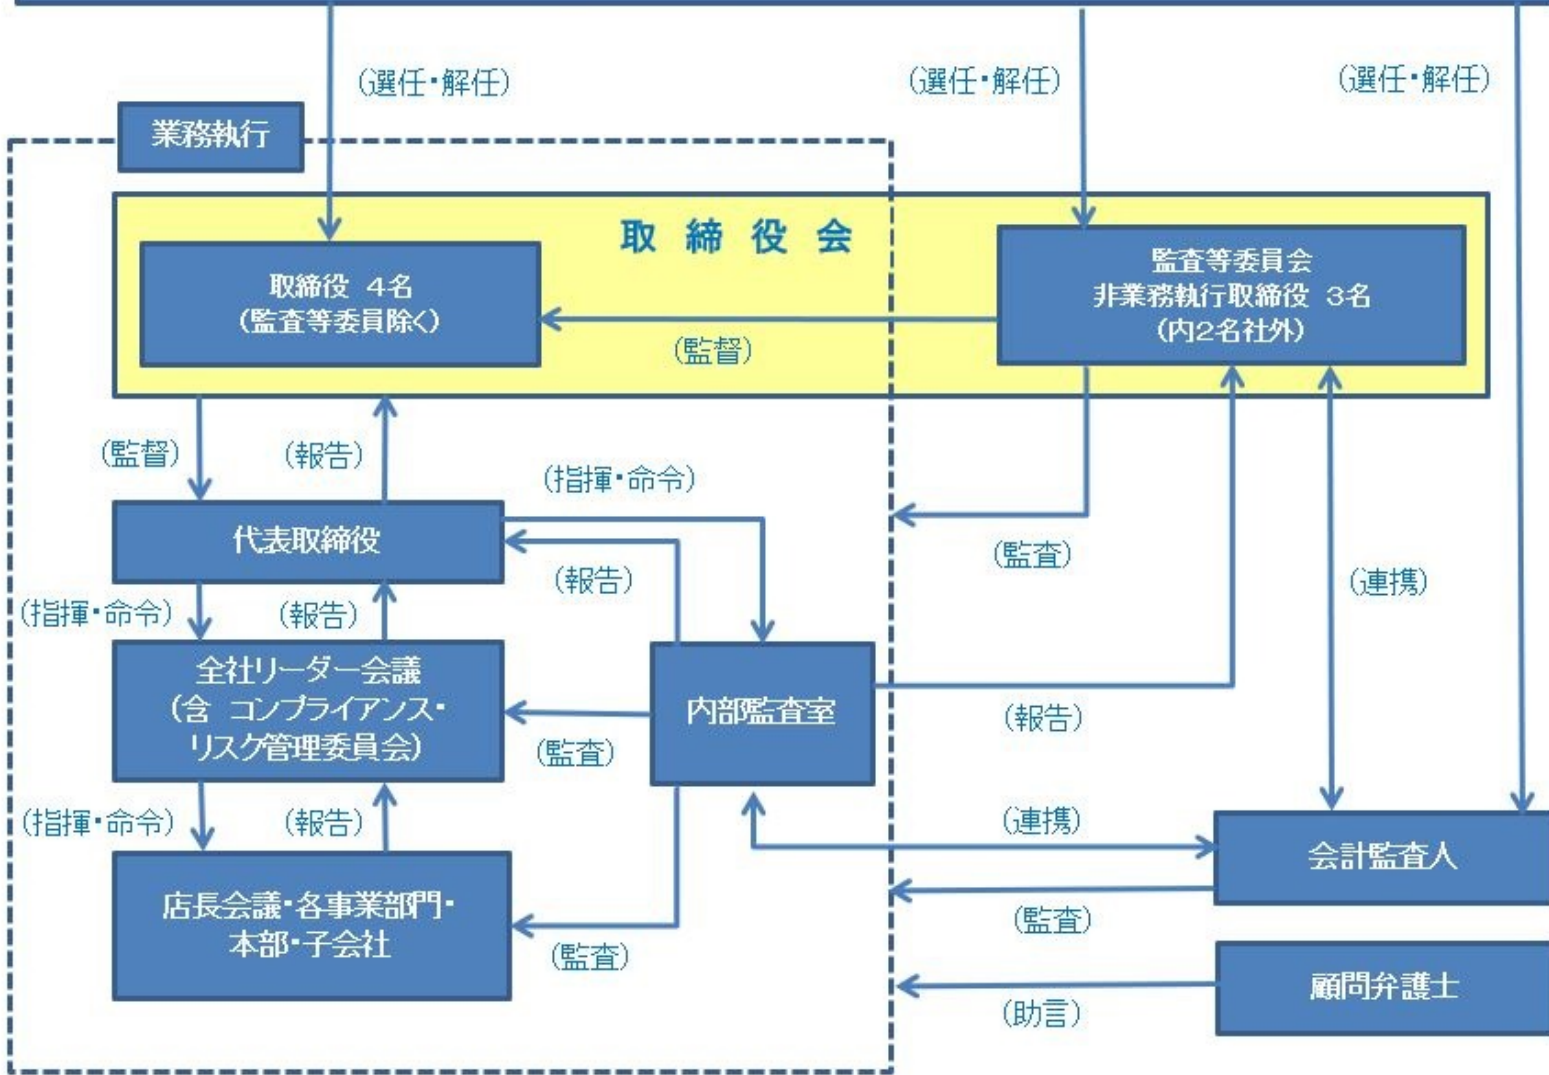 (選任・解任)
(選任・解任)
(選任・解任)
業務執行
取締役会
取締役 4名
(監査等委員除く)
監査等委員会
非業務執行取締役 3名
(内2名社外)
(監督)
(監督)
(報告)
(指揮・命令)
代表取締役
(報告)
(監査)
(連携)
(指揮・命令)
(報告)
全社リーダー会議
(含 コンプライアンス・
リスク管理委員会)
内部監査室
(監査)
(報告)
(指揮・命令)
(報告)
(連携)
会計監査人
店長会議・各事業部門・
本部・子会社
(監査)
(監査)
顧問弁護士
(助言)